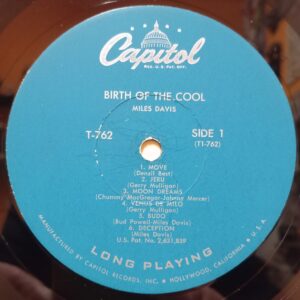 Capitol
REG. U.S. PAT. OFF.
BIRTH OF THE COOL
MILES DAVIS
T-762
SIDE 1
(T1-762)
1. MOVE
(Denzil Best)
2. JERU
(Gerry Mulligan)
3. MOON DREAMS
(Chummy MacGregor-Johnny Mercer)
4. VENUS DE MILO
(Gerry Mulligan)
5. BUDO
(Bud Powell-Miles Davis)
6. DECEPTION
(Miles Davis)
U.S. Pat. No. 2,631,859
LONG PLAYING
MANUFACTURED BY CAPITOL RECORDS, INC. • HOLLYWOOD, CALIFORNIA • U.S.A.